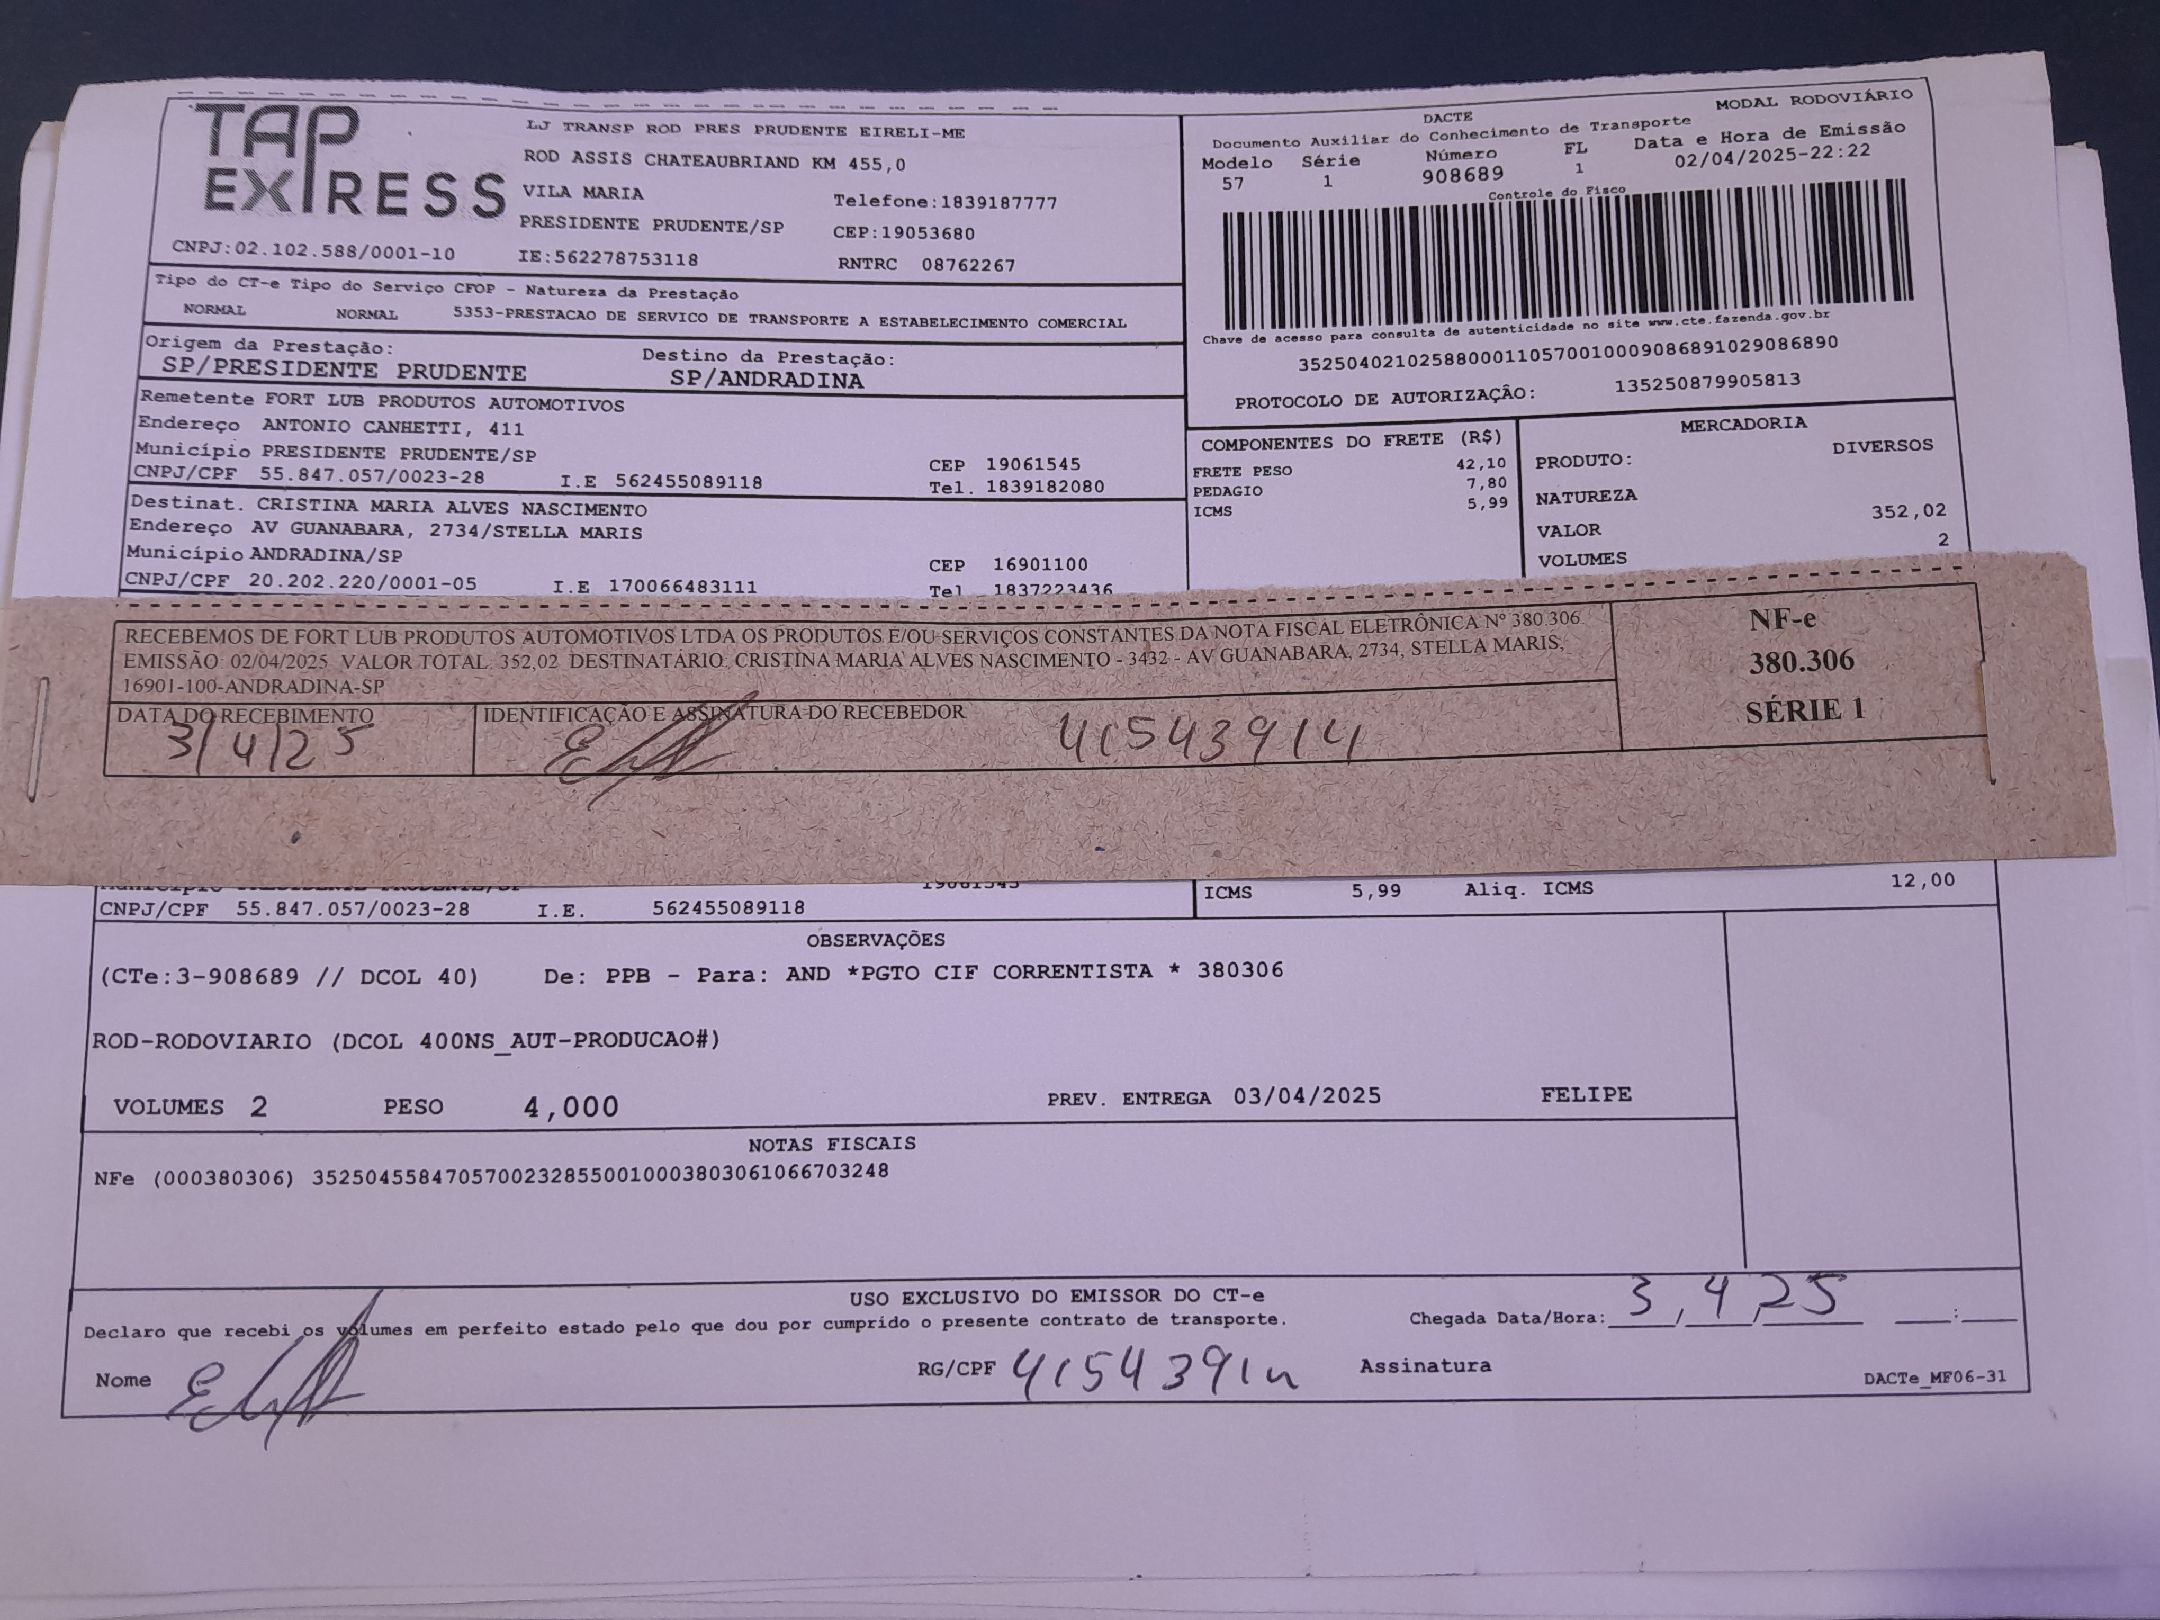 TAP
EXPRESS
LJ TRANSP ROD PRES PRUDENTE EIRELI-ME
ROD ASSIS CHATEAUBRIAND KM 455,0
VILA MARIA Telefone:1839187777
PRESIDENTE PRUDENTE/SP CEP:19053680
CNPJ:02.102.588/0001-10 IE:562278753118 RNTRC 08762267
DACTE MODAL RODOVIÁRIO
Documento Auxiliar do Conhecimento de Transporte
Modelo Série Número FL Data e Hora de Emissão
57 1 908689 1 02/04/2025-22:22
Controle do Fisco
Chave de acesso para consulta de autenticidade no site www.cte.fazenda.gov.br
35250402102588000110570010009086891029086890
PROTOCOLO DE AUTORIZAÇÃO: 135250879905813
Tipo do CT-e Tipo do Serviço CFOP - Natureza da Prestação
NORMAL NORMAL 5353-PRESTACAO DE SERVICO DE TRANSPORTE A ESTABELECIMENTO COMERCIAL
Origem da Prestação: Destino da Prestação:
SP/PRESIDENTE PRUDENTE SP/ANDRADINA
Remetente FORT LUB PRODUTOS AUTOMOTIVOS
Endereço ANTONIO CANHETTI, 411
Município PRESIDENTE PRUDENTE/SP CEP 19061545
CNPJ/CPF 55.847.057/0023-28 I.E 562455089118 Tel. 1839182080
Destinat. CRISTINA MARIA ALVES NASCIMENTO
Endereço AV GUANABARA, 2734/STELLA MARIS
Município ANDRADINA/SP CEP 16901100
CNPJ/CPF 20.202.220/0001-05 I.E 170066483111 Tel 1837223436
COMPONENTES DO FRETE (R$)
FRETE PESO 42,10
PEDAGIO 7,80
ICMS 5,99
MERCADORIA
PRODUTO: DIVERSOS
NATUREZA
VALOR 352,02
VOLUMES 2
RECEBEMOS DE FORT LUB PRODUTOS AUTOMOTIVOS LTDA OS PRODUTOS E/OU SERVIÇOS CONSTANTES DA NOTA FISCAL ELETRÔNICA Nº 380.306.
EMISSÃO: 02/04/2025 VALOR TOTAL: 352,02 DESTINATÁRIO: CRISTINA MARIA ALVES NASCIMENTO - 3432 - AV GUANABARA, 2734, STELLA MARIS,
16901-100-ANDRADINA-SP
DATA DO RECEBIMENTO IDENTIFICAÇÃO E ASSINATURA DO RECEBEDOR
3/4/25 41543914
NF-e
380.306
SÉRIE 1
Município PRESIDENTE PRUDENTE/SP 19061545
CNPJ/CPF 55.847.057/0023-28 I.E. 562455089118
ICMS 5,99 Aliq. ICMS 12,00
OBSERVAÇÕES
(CTe:3-908689 // DCOL 40) De: PPB - Para: AND *PGTO CIF CORRENTISTA * 380306
ROD-RODOVIARIO (DCOL 400NS_AUT-PRODUCAO#)
VOLUMES 2 PESO 4,000 PREV. ENTREGA 03/04/2025 FELIPE
NOTAS FISCAIS
NFe (000380306) 35250455847057002328550010003803061066703248
USO EXCLUSIVO DO EMISSOR DO CT-e
Declaro que recebi os volumes em perfeito estado pelo que dou por cumprido o presente contrato de transporte. Chegada Data/Hora: 3/4/25 :
Nome RG/CPF 41543914 Assinatura
DACTe_MF06-31